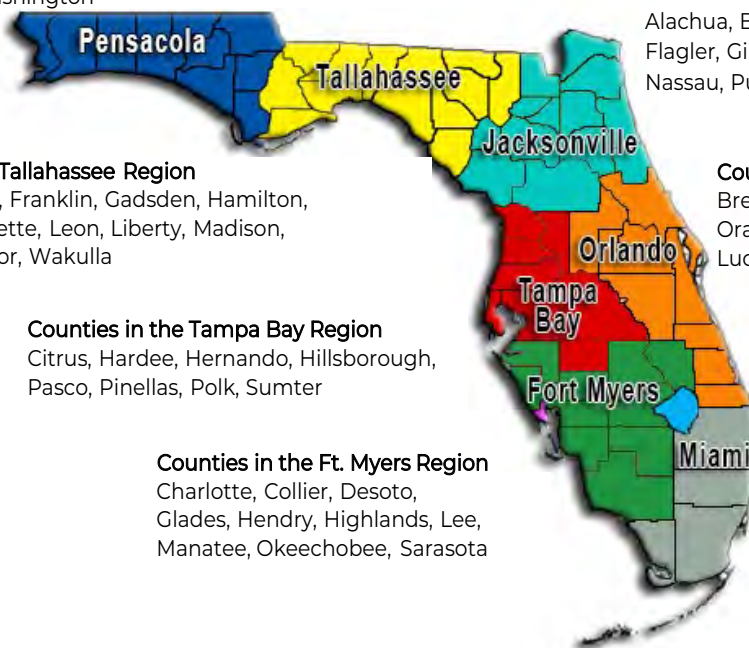 Pensacola
Tallahassee
Jacksonville
Orlando
Tampa
Bay
Fort Myers
Miami
Alachua,
Flagler,
Nassau,
Tallahassee Region
Franklin, Gadsden, Hamilton,
Leon, Liberty, Madison,
Wakulla
Counties in the Tampa Bay Region
Citrus, Hardee, Hernando, Hillsborough,
Pasco, Pinellas, Polk, Sumter
Counties in the Ft. Myers Region
Charlotte, Collier, Desoto,
Glades, Hendry, Highlands, Lee,
Manatee, Okeechobee, Sarasota